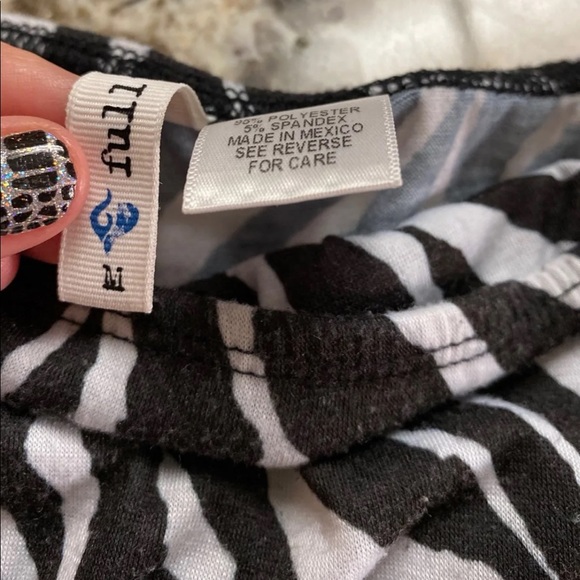 full
M
95% POLYESTER
5% SPANDEX
MADE IN MEXICO
SEE REVERSE
FOR CARE